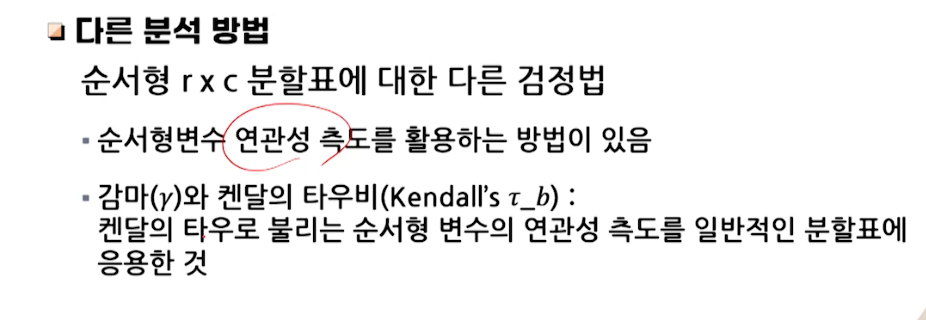 다른 분석 방법
순서형 r x c 분할표에 대한 다른 검정법
▪ 순서형변수 연관성 측도를 활용하는 방법이 있음
▪ 감마(γ)와 켄달의 타우비(Kendall's τ_b) :
켄달의 타우로 불리는 순서형 변수의 연관성 측도를 일반적인 분할표에
응용한 것